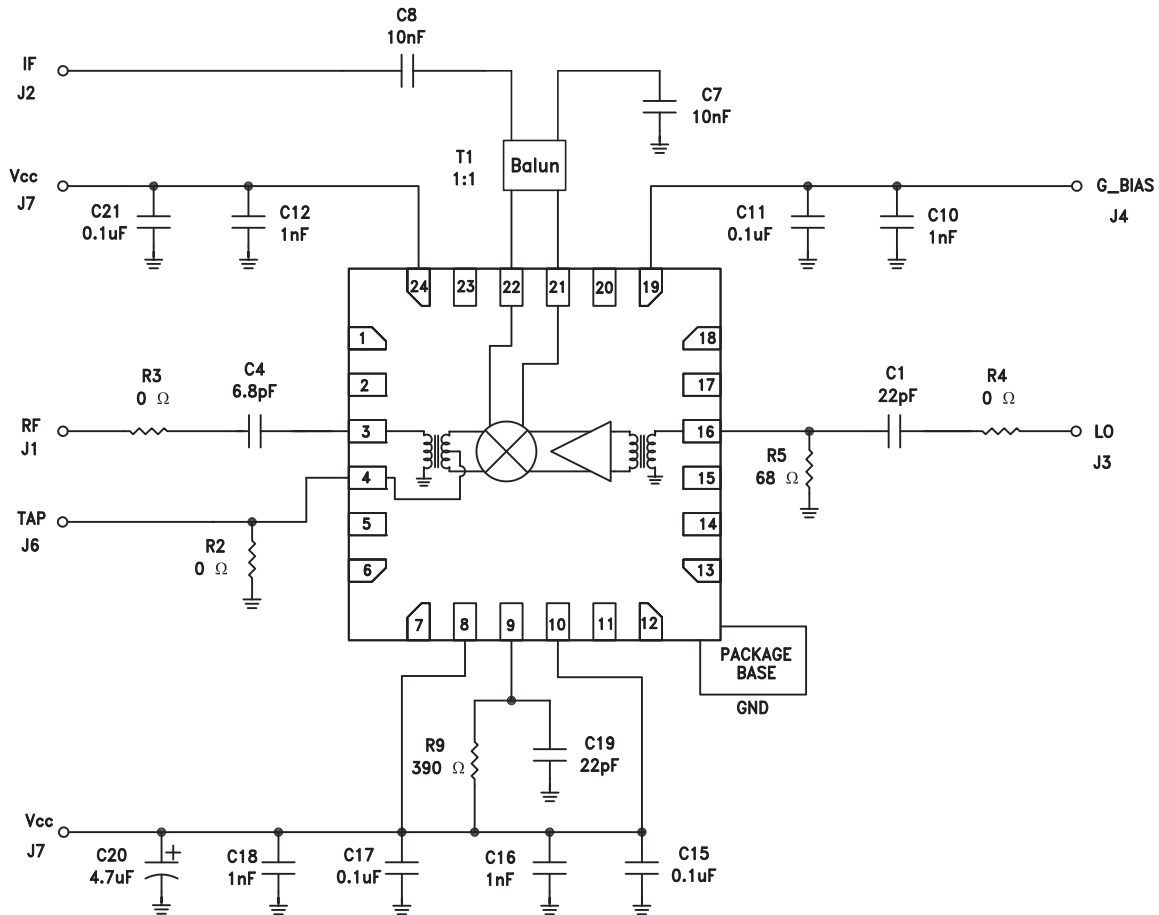 C8
10nF
IF
J2
C7
10nF
T1
1:1
Balun
Vcc
J7
C21
0.1uF
C12
1nF
C11
0.1uF
C10
1nF
G_BIAS
J4
24
23
22
21
20
19
1
18
2
17
R3
0 Ω
C4
6.8pF
C1
22pF
R4
0 Ω
RF
J1
3
16
LO
J3
R5
68 Ω
4
15
TAP
J6
5
14
R2
0 Ω
6
13
7
8
9
10
11
12
PACKAGE
BASE
GND
R9
390 Ω
C19
22pF
Vcc
J7
C20
4.7uF
+
C18
1nF
C17
0.1uF
C16
1nF
C15
0.1uF